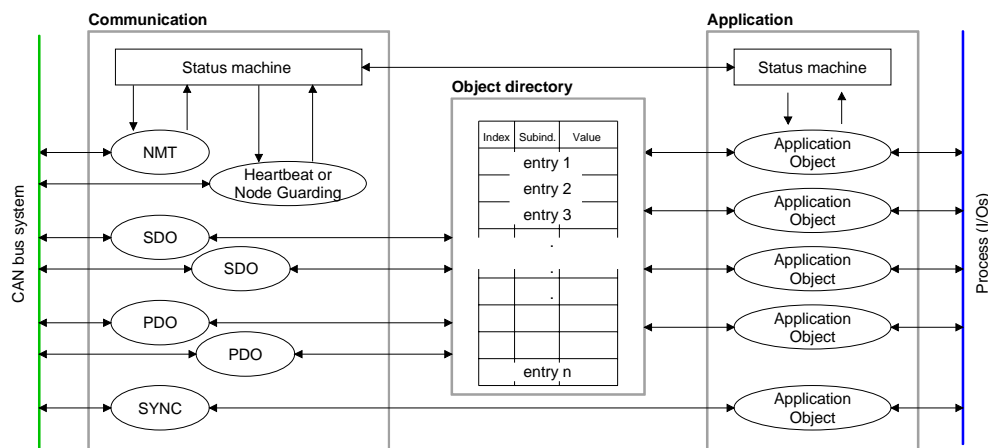 Communication
Application
Status machine
Status machine
Object directory
Index Subind. Value
NMT
Application
Object
entry 1
Heartbeat or
Node Guarding
entry 2
entry 3
Application
Object
SDO
.
SDO
.
Application
Object
.
PDO
Application
Object
PDO
entry n
SYNC
Application
Object
CAN bus system
Process (I/Os)